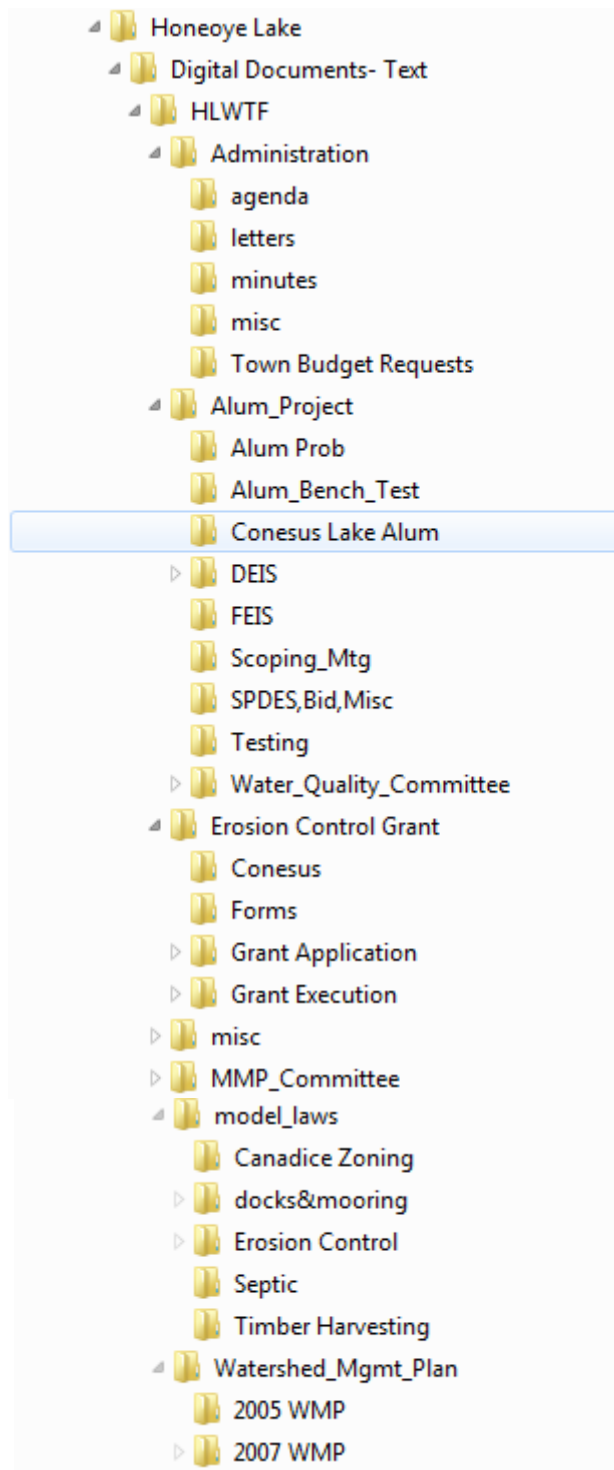 Honeoye Lake
Digital Documents- Text
HLWTF
Administration
agenda
letters
minutes
misc
Town Budget Requests
Alum_Project
Alum Prob
Alum_Bench_Test
Conesus Lake Alum
DEIS
FEIS
Scoping_Mtg
SPDES,Bid,Misc
Testing
Water_Quality_Committee
Erosion Control Grant
Conesus
Forms
Grant Application
Grant Execution
misc
MMP_Committee
model_laws
Canadice Zoning
docks&mooring
Erosion Control
Septic
Timber Harvesting
Watershed_Mgmt_Plan
2005 WMP
2007 WMP